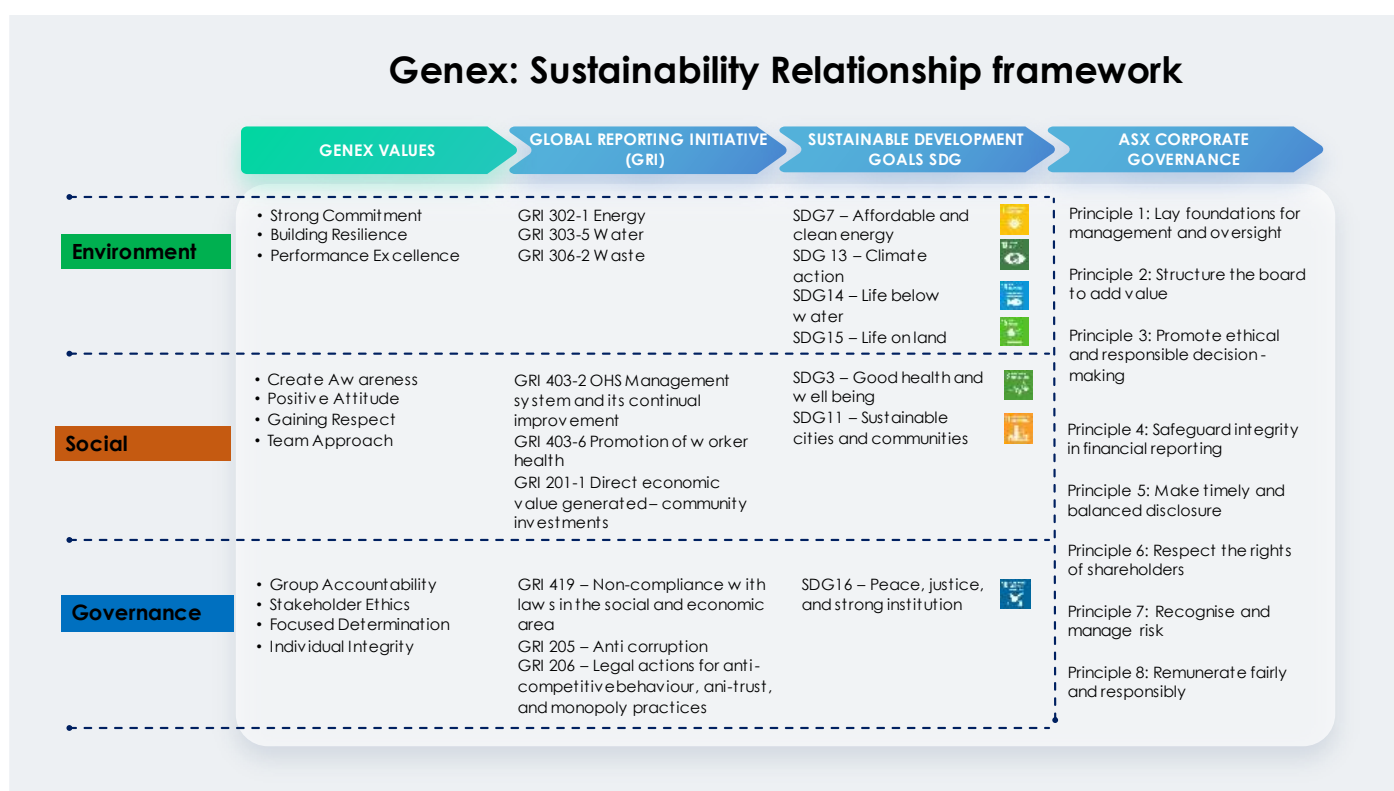 Genex: Sustainability Relationship framework
GENEX VALUES
GLOBAL REPORTING INITIATIVE
(GRI)
SUSTAINABLE DEVELOPMENT
GOALS SDG
ASX CORPORATE
GOVERNANCE
Environment
• Strong Commitment
• Building Resilience
• Performance Excellence
GRI 302-1 Energy
GRI 303-5 Water
GRI 306-2 Waste
SDG7 – Affordable and
clean energy
SDG 13 – Climate
action
SDG14 – Life below
water
SDG15 – Life on land
Social
• Create Awareness
• Positive Attitude
• Gaining Respect
• Team Approach
GRI 403-2 OHS Management
system and its continual
improvement
GRI 403-6 Promotion of worker
health
GRI 201-1 Direct economic
value generated – community
investments
SDG3 – Good health and
well being
SDG11 – Sustainable
cities and communities
Governance
• Group Accountability
• Stakeholder Ethics
• Focused Determination
• Individual Integrity
GRI 419 – Non-compliance with
laws in the social and economic
area
GRI 205 – Anti corruption
GRI 206 – Legal actions for anti-
competitive behaviour, ani-trust,
and monopoly practices
SDG16 – Peace, justice,
and strong institution
Principle 1: Lay foundations for
management and oversight
Principle 2: Structure the board
to add value
Principle 3: Promote ethical
and responsible decision-
making
Principle 4: Safeguard integrity
in financial reporting
Principle 5: Make timely and
balanced disclosure
Principle 6: Respect the rights
of shareholders
Principle 7: Recognise and
manage risk
Principle 8: Remunerate fairly
and responsibly